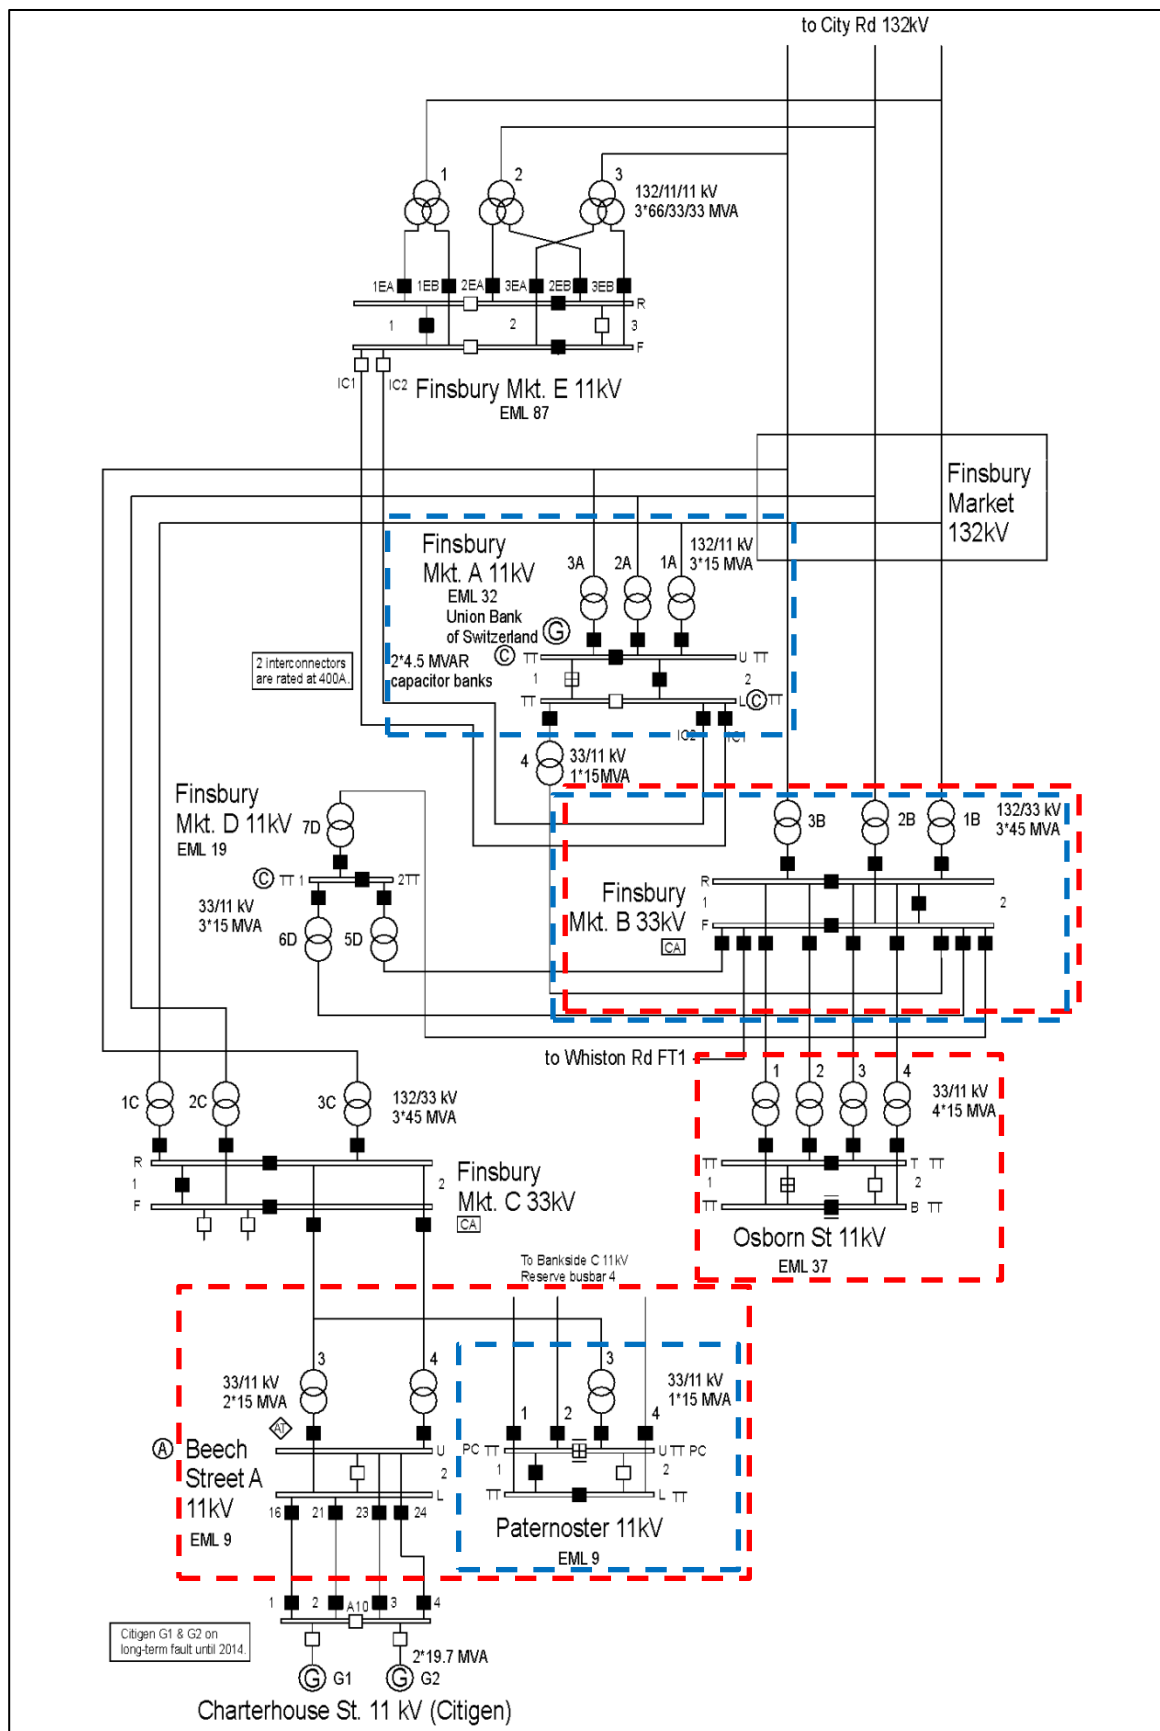 to City Rd 132kV
1
2
3
132/11/11 kV
3*66/33/33 MVA
1EA
1EB
2EA
3EA
2EB
3EB
R
1
2
3
F
IC1
IC2
Finsbury Mkt. E 11kV
EML 87
Finsbury
Market
132kV
Finsbury
Mkt. A 11kV
EML 32
Union Bank
of Switzerland
G
3A
2A
1A
132/11 kV
3*15 MVA
C
TT
U TT
2*4.5 MVAR
capacitor banks
1
2
TT
L
C
TT
2 interconnectors
are rated at 400A.
IC2
IC1
4
33/11 kV
1*15MVA
Finsbury
Mkt. D 11kV
EML 19
7D
C
TT 1
2TT
33/11 kV
3*15 MVA
6D
5D
3B
2B
1B
132/33 kV
3*45 MVA
Finsbury
Mkt. B 33kV
CA
R
1
2
F
to Whiston Rd FT1
1
2
3
4
33/11 kV
4*15 MVA
TT
T TT
1
2
TT
B TT
Osborn St 11kV
EML 37
1C
2C
3C
132/33 kV
3*45 MVA
R
1
2
F
Finsbury
Mkt. C 33kV
CA
To Bankside C 11kV
Reserve busbar 4
3
4
33/11 kV
2*15 MVA
AT
A
Beech
Street A
11kV
EML 9
U
2
L
16
21
23
24
3
33/11 kV
1*15 MVA
1
2
4
PC TT
U TT PC
1
2
TT
L TT
Paternoster 11kV
EML 9
1
2
A10
3
4
Citigen G1 & G2 on
long-term fault until 2014.
G
G1
G
G2
2*19.7 MVA
Charterhouse St. 11 kV (Citigen)